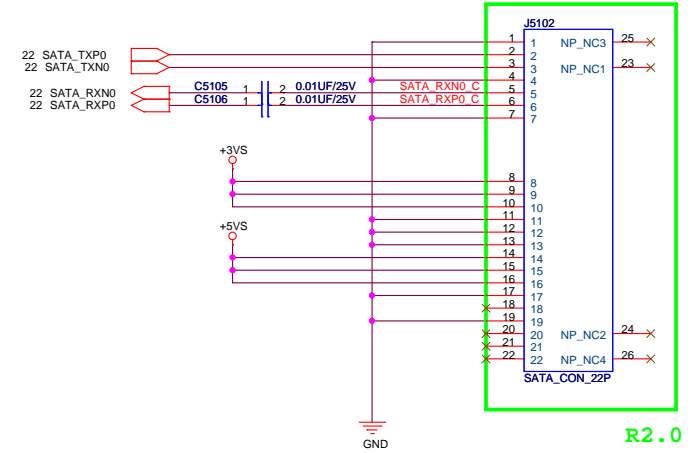 J5102
1 1 NP_NC3 25
22 SATA_TXP0 2 2
22 SATA_TXN0 3 3 NP_NC1 23
4 4
22 SATA_RXN0 C5105 1 2 0.01UF/25V SATA_RXN0_C 5 5
22 SATA_RXP0 C5106 1 2 0.01UF/25V SATA_RXP0_C 6 6
7 7
+3VS
8 8
9 9
10 10
11 11
+5VS
12 12
13 13
14 14
15 15
16 16
17 17
18 18
19 19
20 20 NP_NC2 24
21 21
22 22 NP_NC4 26
SATA_CON_22P
R2.0
GND